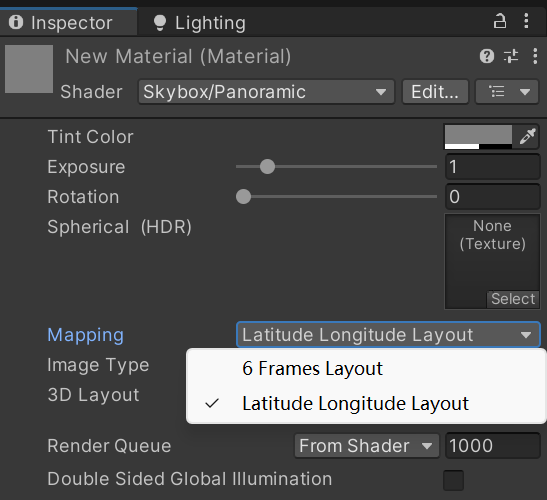 Inspector Lighting
New Material (Material)
Shader Skybox/Panoramic Edit...
Tint Color
Exposure 1
Rotation 0
Spherical (HDR) None
(Texture)
Select
Mapping Latitude Longitude Layout
Image Type 6 Frames Layout
3D Layout Latitude Longitude Layout
Render Queue From Shader 1000
Double Sided Global Illumination